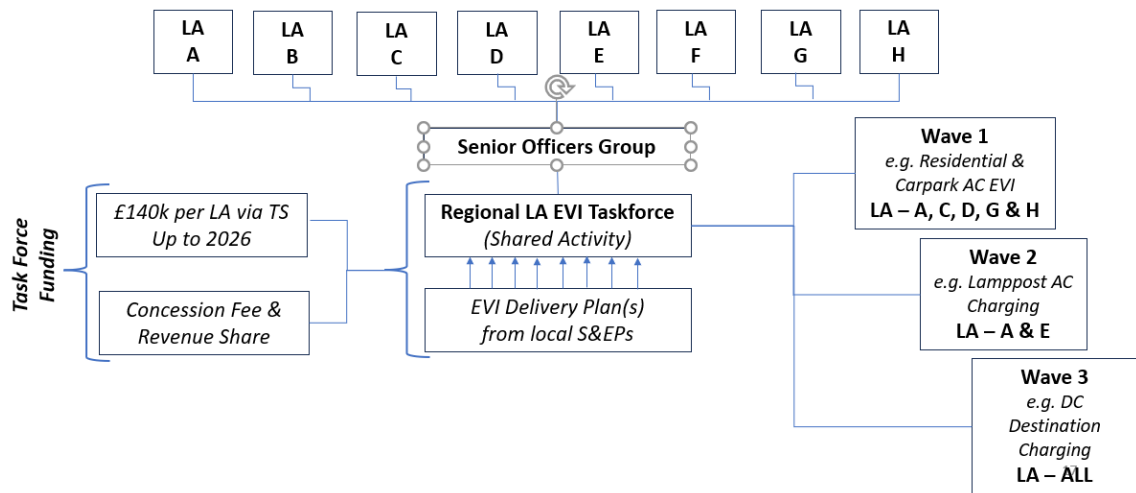 LA
A
LA
B
LA
C
LA
D
LA
E
LA
F
LA
G
LA
H
Senior Officers Group
Task Force
Funding
£140k per LA via TS
Up to 2026
Concession Fee &
Revenue Share
Regional LA EVI Taskforce
(Shared Activity)
EVI Delivery Plan(s)
from local S&EPs
Wave 1
e.g. Residential &
Carpark AC EVI
LA – A, C, D, G & H
Wave 2
e.g. Lamppost AC
Charging
LA – A & E
Wave 3
e.g. DC
Destination
Charging
LA – ALL